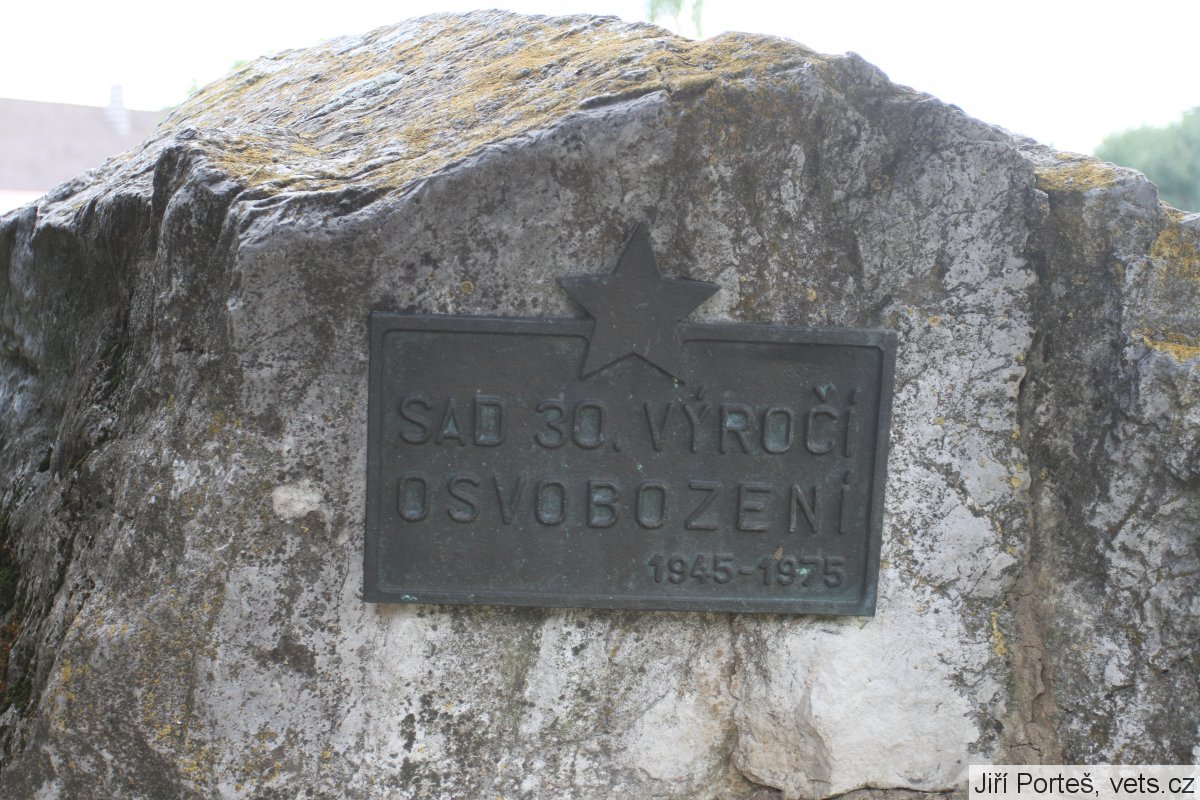 SAD 30. VÝROČÍ
OSVOBOZENÍ
1945-1975
Jiří Porteš, vets.cz